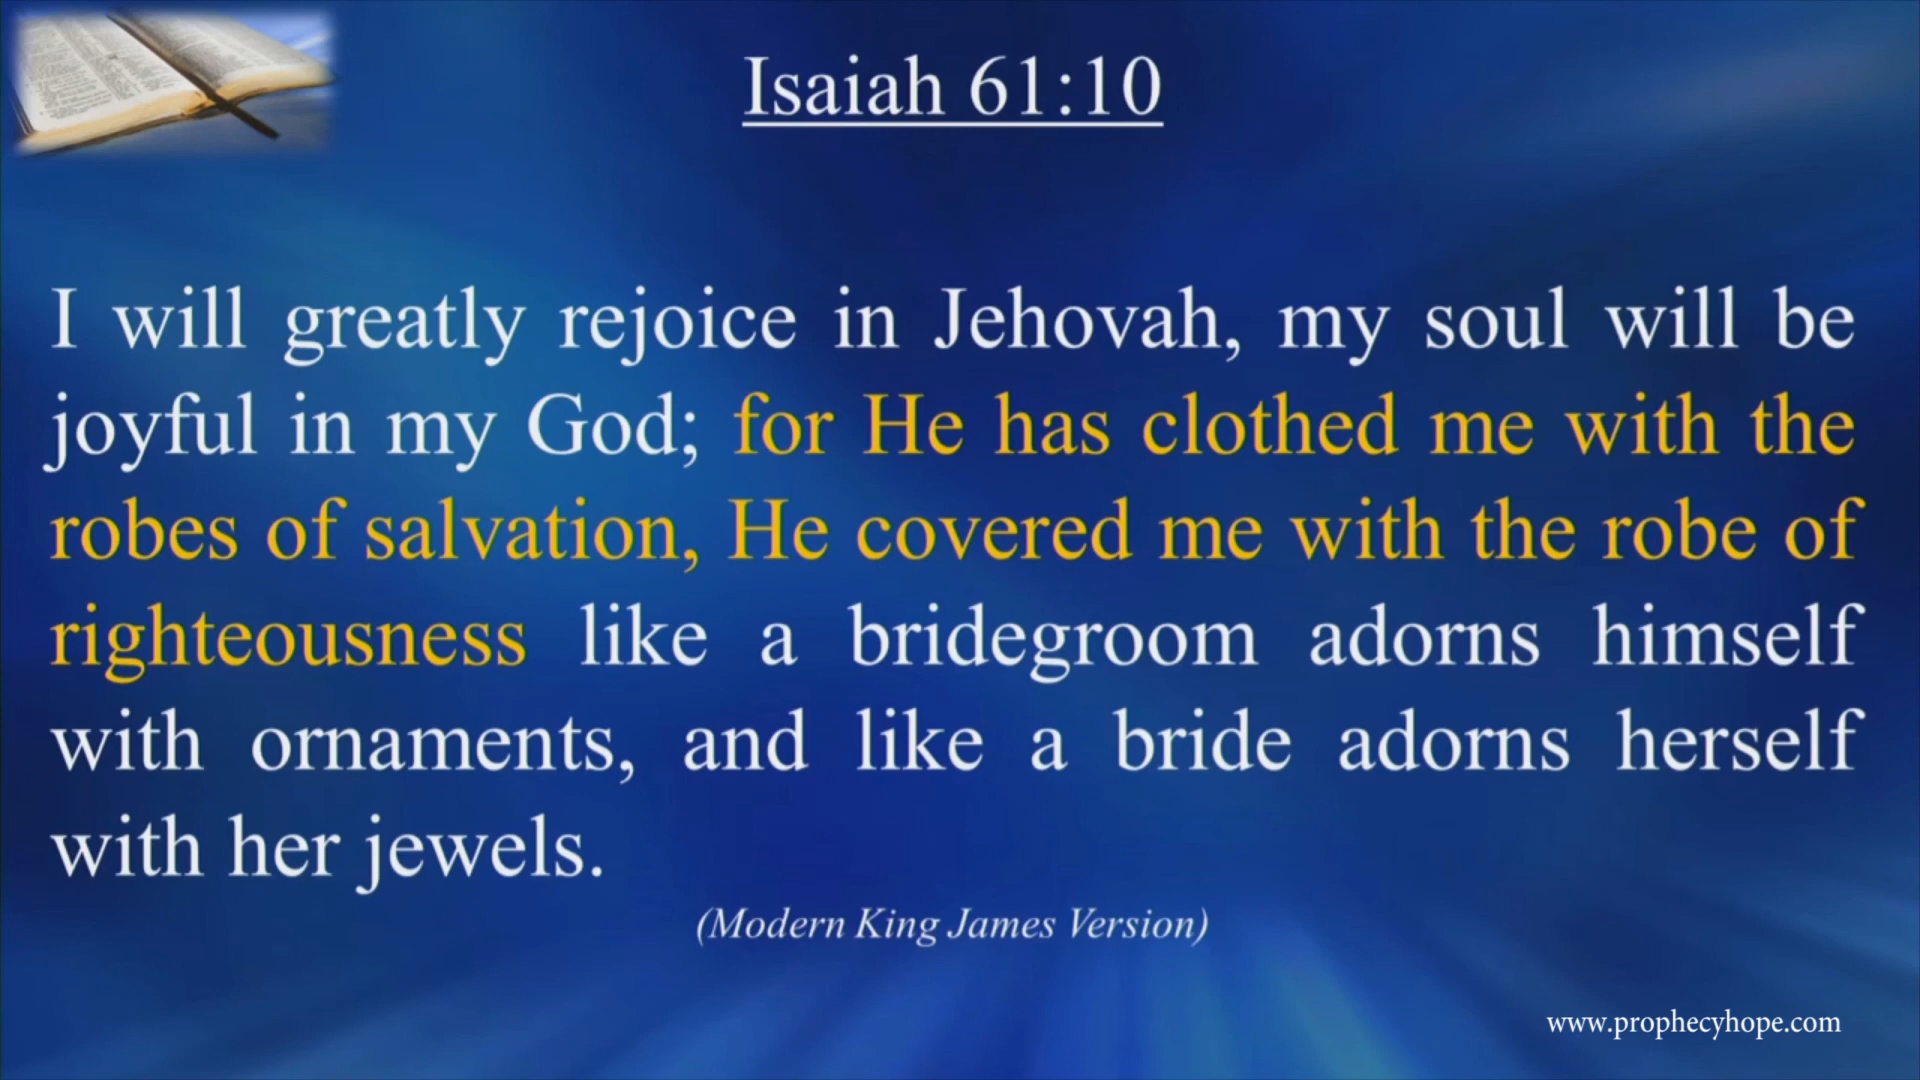 Isaiah 61:10
I will greatly rejoice in Jehovah, my soul will be
joyful in my God; for He has clothed me with the
robes of salvation, He covered me with the robe of
righteousness like a bridegroom adorns himself
with ornaments, and like a bride adorns herself
with her jewels.
(Modern King James Version)
www.prophecyhope.com